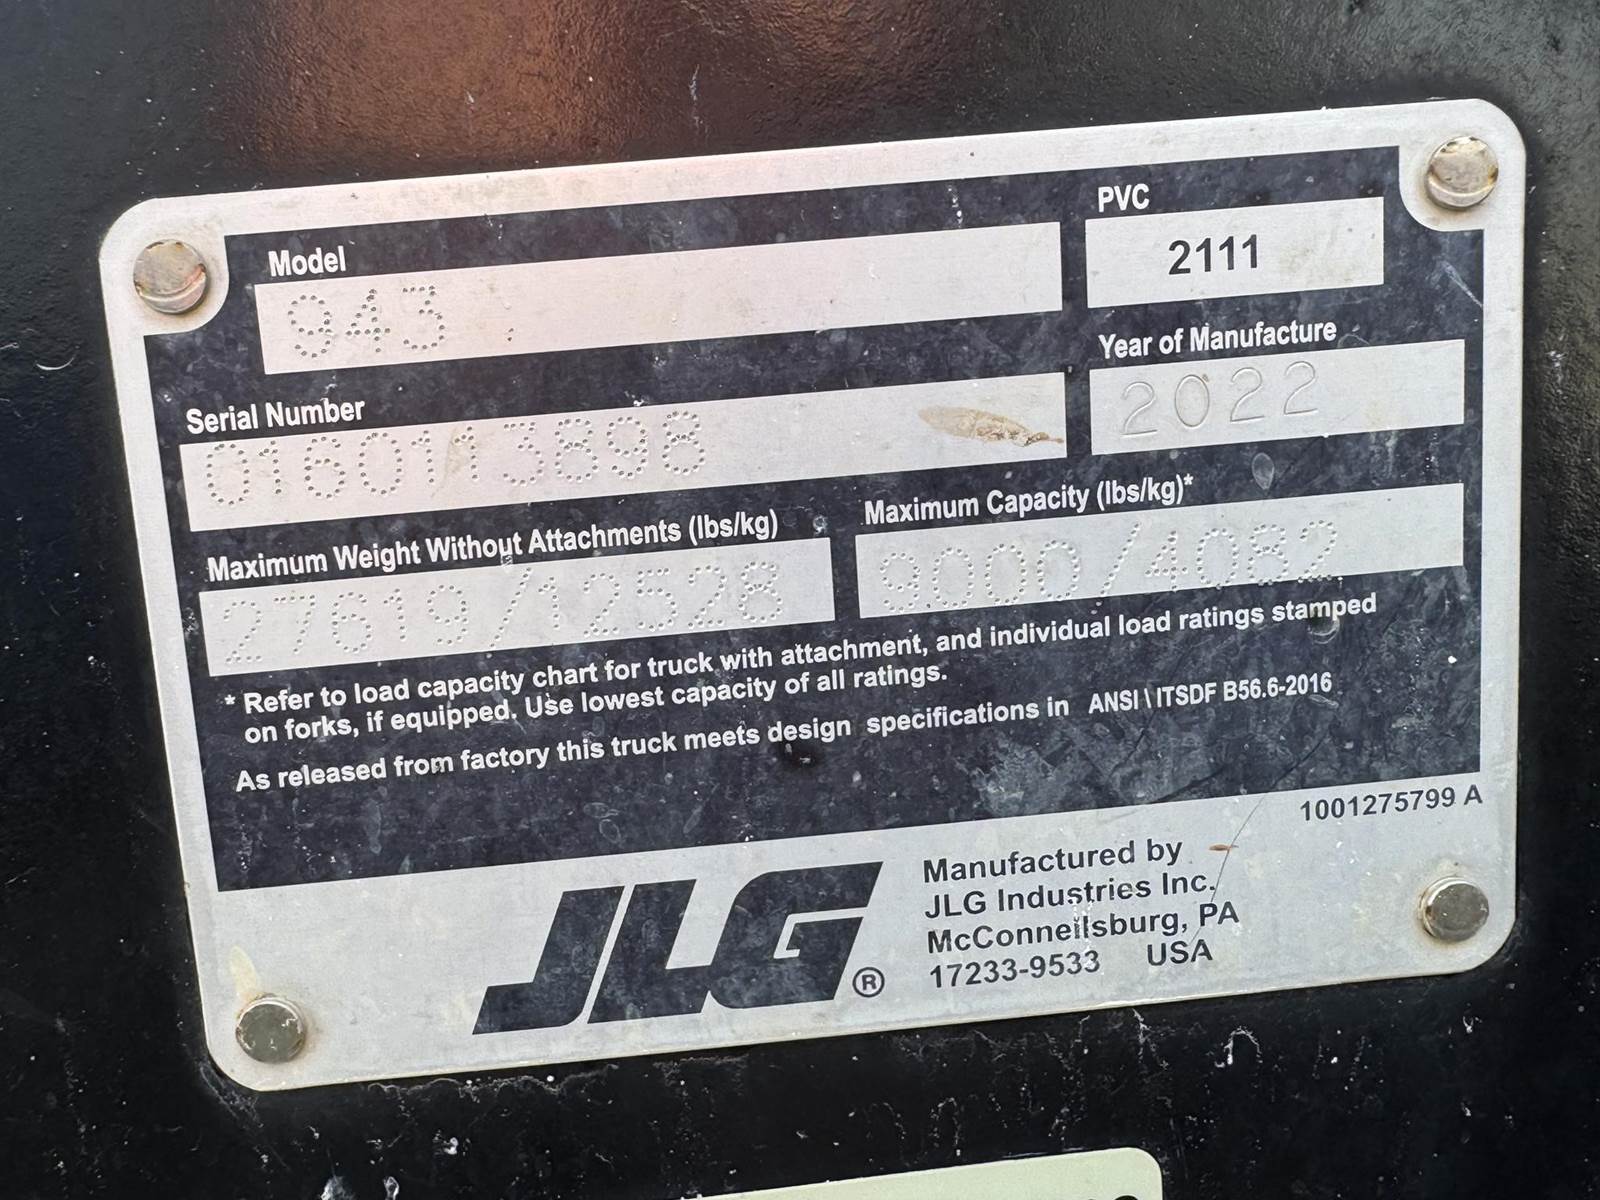 Model
943
PVC
2111
Serial Number
0160113898
Year of Manufacture
2022
Maximum Weight Without Attachments (lbs/kg)
27619/12528
Maximum Capacity (lbs/kg)*
9000/4082
* Refer to load capacity chart for truck with attachment, and individual load ratings stamped
on forks, if equipped. Use lowest capacity of all ratings.
As released from factory this truck meets design specifications in ANSI \ ITSDF B56.6-2016
1001275799 A
JLG ®
Manufactured by
JLG Industries Inc.
McConnellsburg, PA
17233-9533 USA